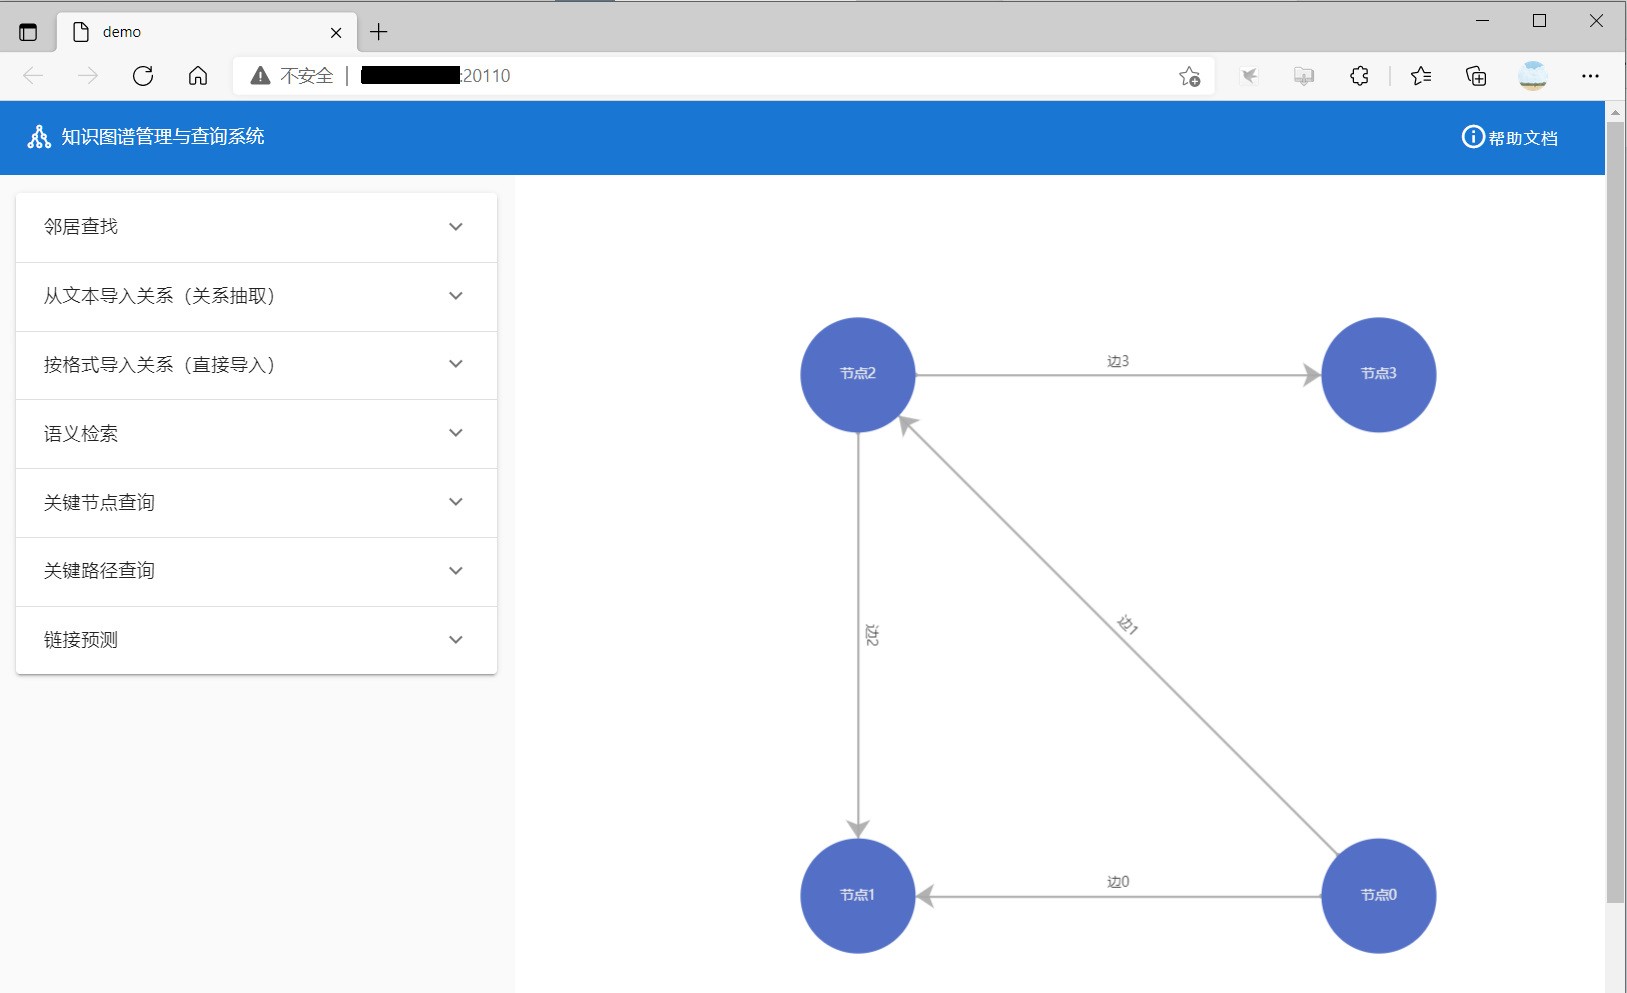 demo
不安全 | :20110
知识图谱管理与查询系统
帮助文档
邻居查找
从文本导入关系（关系抽取）
按格式导入关系（直接导入）
语义检索
关键节点查询
关键路径查询
链接预测
节点2
边3
节点3
边2
边1
节点1
边0
节点0